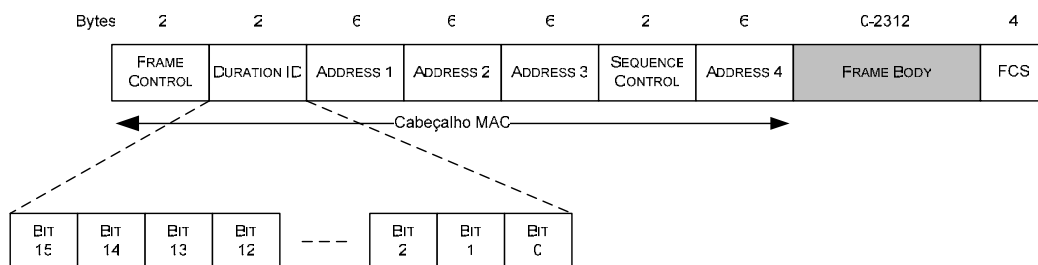 Bytes 2 2 6 6 6 2 6 0-2312 4
FRAME CONTROL DURATION ID ADDRESS 1 ADDRESS 2 ADDRESS 3 SEQUENCE CONTROL ADDRESS 4 FRAME BODY FCS
Cabeçalho MAC
BIT 15 BIT 14 BIT 13 BIT 12 BIT 2 BIT 1 BIT 0